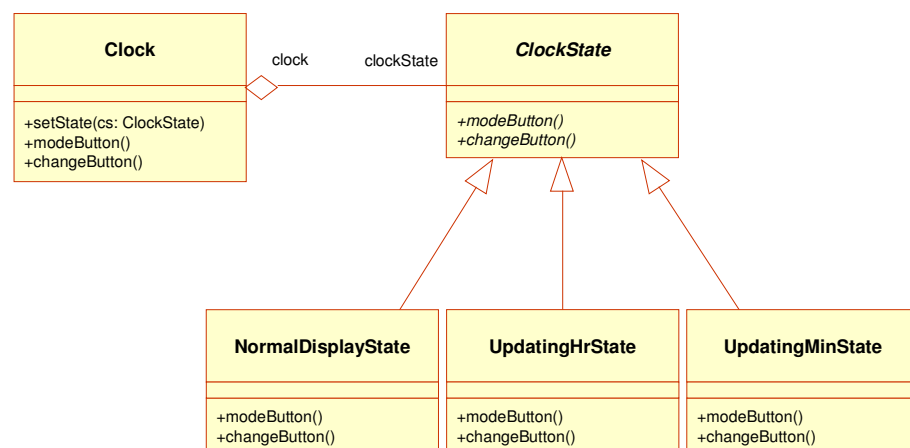 Clock
+setState(cs: ClockState)
+modeButton()
+changeButton()
clock
clockState
ClockState
+modeButton()
+changeButton()
NormalDisplayState
+modeButton()
+changeButton()
UpdatingHrState
+modeButton()
+changeButton()
UpdatingMinState
+modeButton()
+changeButton()